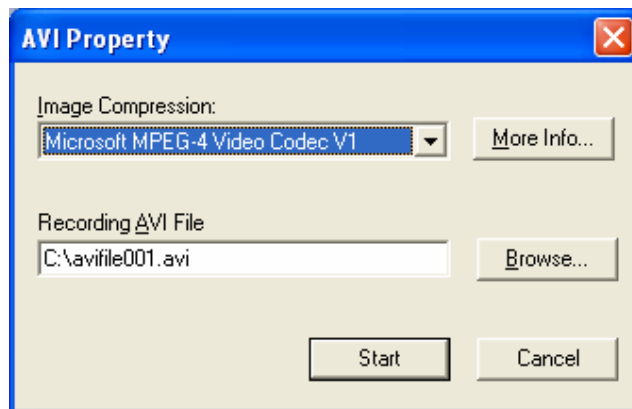 AVI Property
Image Compression:
Microsoft MPEG-4 Video Codec V1
More Info...
Recording AVI File
C:\avifile001.avi
Browse...
Start
Cancel